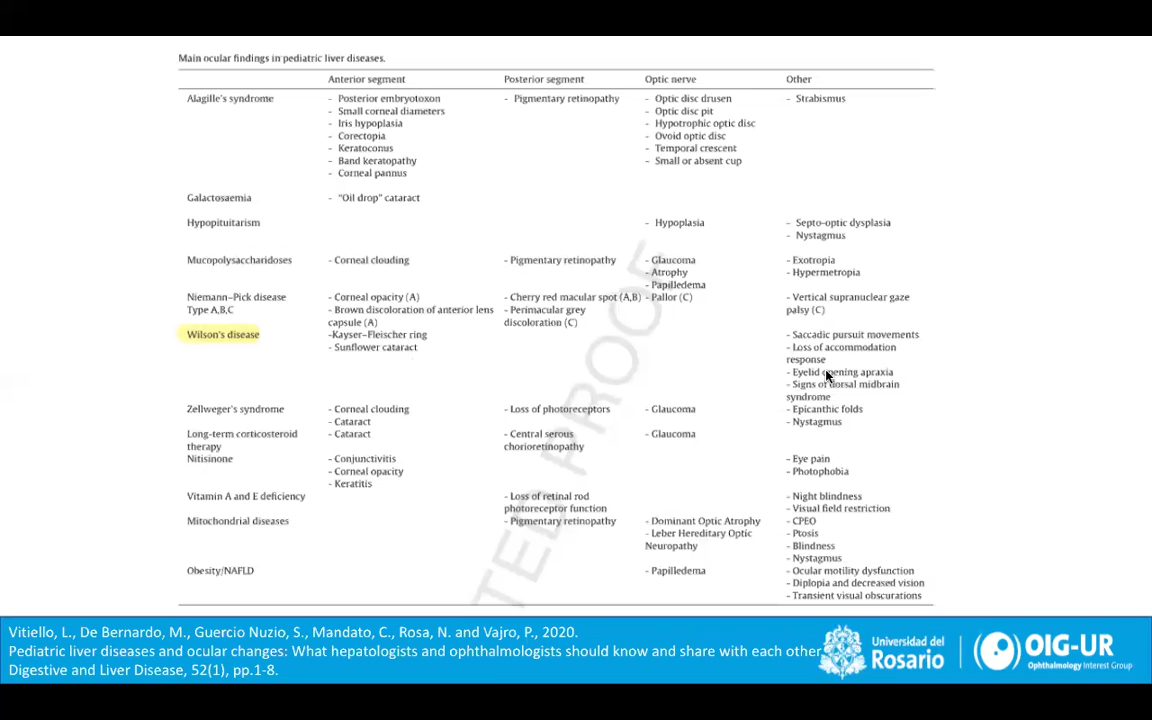 Main ocular findings in pediatric liver diseases.
Anterior segment Posterior segment Optic nerve Other
Alagille's syndrome - Posterior embryotoxon - Pigmentary retinopathy - Optic disc drusen - Strabismus
- Small corneal diameters - Optic disc pit
- Iris hypoplasia - Hypotrophic optic disc
- Corectopia - Ovoid optic disc
- Keratoconus - Temporal crescent
- Band keratopathy - Small or absent cup
- Corneal pannus
Galactosaemia - "Oil drop" cataract
Hypopituitarism - Hypoplasia - Septo-optic dysplasia
- Nystagmus
Mucopolysaccharidoses - Corneal clouding - Pigmentary retinopathy - Glaucoma - Exotropia
- Atrophy - Hypermetropia
- Papilledema
Niemann-Pick disease - Corneal opacity (A) - Cherry red macular spot (A,B) - Pallor (C) - Vertical supranuclear gaze
Type A,B,C - Brown discoloration of anterior lens - Perimacular grey palsy (C)
capsule (A) discoloration (C)
Wilson's disease -Kayser-Fleischer ring - Saccadic pursuit movements
- Sunflower cataract - Loss of accommodation
response
- Eyelid opening apraxia
- Signs of dorsal midbrain
syndrome
Zellweger's syndrome - Corneal clouding - Loss of photoreceptors - Glaucoma - Epicanthic folds
- Cataract - Nystagmus
Long-term corticosteroid - Cataract - Central serous - Glaucoma
therapy chorioretinopathy
Nitisinone - Conjunctivitis - Eye pain
- Corneal opacity - Photophobia
- Keratitis
Vitamin A and E deficiency - Loss of retinal rod - Night blindness
photoreceptor function - Visual field restriction
Mitochondrial diseases - Pigmentary retinopathy - Dominant Optic Atrophy - CPEO
- Leber Hereditary Optic - Ptosis
Neuropathy - Blindness
- Nystagmus
Obesity/NAFLD - Papilledema - Ocular motility dysfunction
- Diplopia and decreased vision
- Transient visual obscurations
TED PROOF
Vitiello, L., De Bernardo, M., Guercio Nuzio, S., Mandato, C., Rosa, N. and Vajro, P., 2020.
Pediatric liver diseases and ocular changes: What hepatologists and ophthalmologists should know and share with each other
Digestive and Liver Disease, 52(1), pp.1-8.
Universidad del
Rosario
OIG-UR
Ophthalmology Interest Group